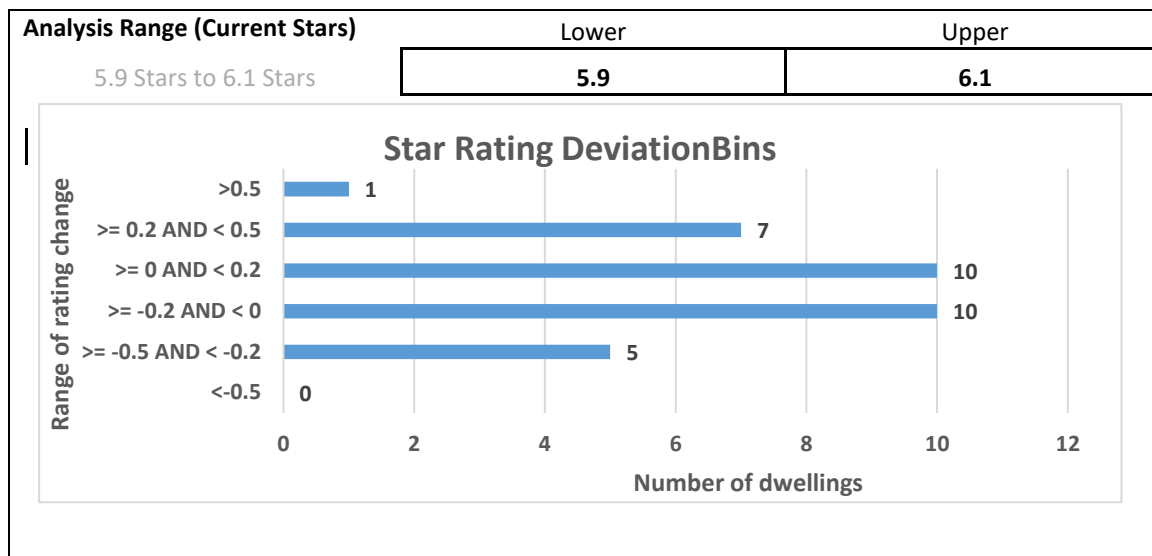 Analysis Range (Current Stars) Lower Upper
5.9 Stars to 6.1 Stars 5.9 6.1
Star Rating DeviationBins
Range of rating change
>0.5 1
>= 0.2 AND < 0.5 7
>= 0 AND < 0.2 10
>= -0.2 AND < 0 10
>= -0.5 AND < -0.2 5
<-0.5 0
0 2 4 6 8 10 12
Number of dwellings